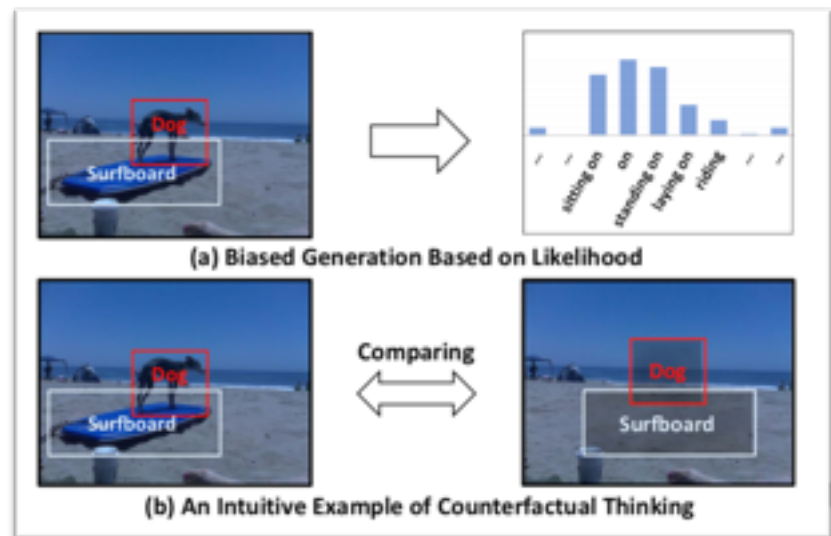 Dog
Surfboard
...
...
sitting on
on
standing on
laying on
riding
...
...
(a) Biased Generation Based on Likelihood
Dog
Surfboard
Comparing
Dog
Surfboard
(b) An Intuitive Example of Counterfactual Thinking